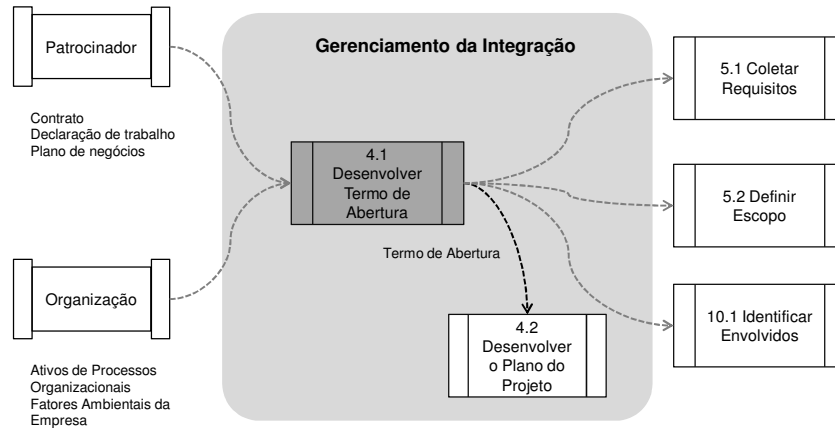 Patrocinador
Contrato
Declaração de trabalho
Plano de negócios
Organização
Ativos de Processos
Organizacionais
Fatores Ambientais da
Empresa
Gerenciamento da Integração
4.1
Desenvolver
Termo de
Abertura
Termo de Abertura
4.2
Desenvolver
o Plano do
Projeto
5.1 Coletar
Requisitos
5.2 Definir
Escopo
10.1 Identificar
Envolvidos